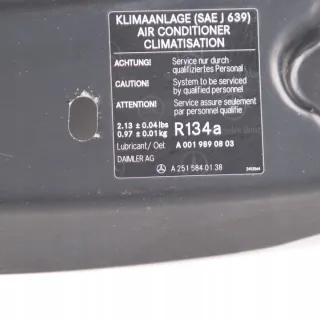 KLIMAANLAGE (SAE J 639)
AIR CONDITIONER
CLIMATISATION
ACHTUNG! Service nur durch
qualifiziertes Personal
CAUTION! System to be serviced
by qualified personnel
ATTENTION! Service assure seulement
par personnel qualifie
2.13 ± 0.04 lbs
0.97 ± 0.01 kg R134a
Lubricant / Oel: A 001 989 08 03
DAIMLER AG
A 251 584 01 38